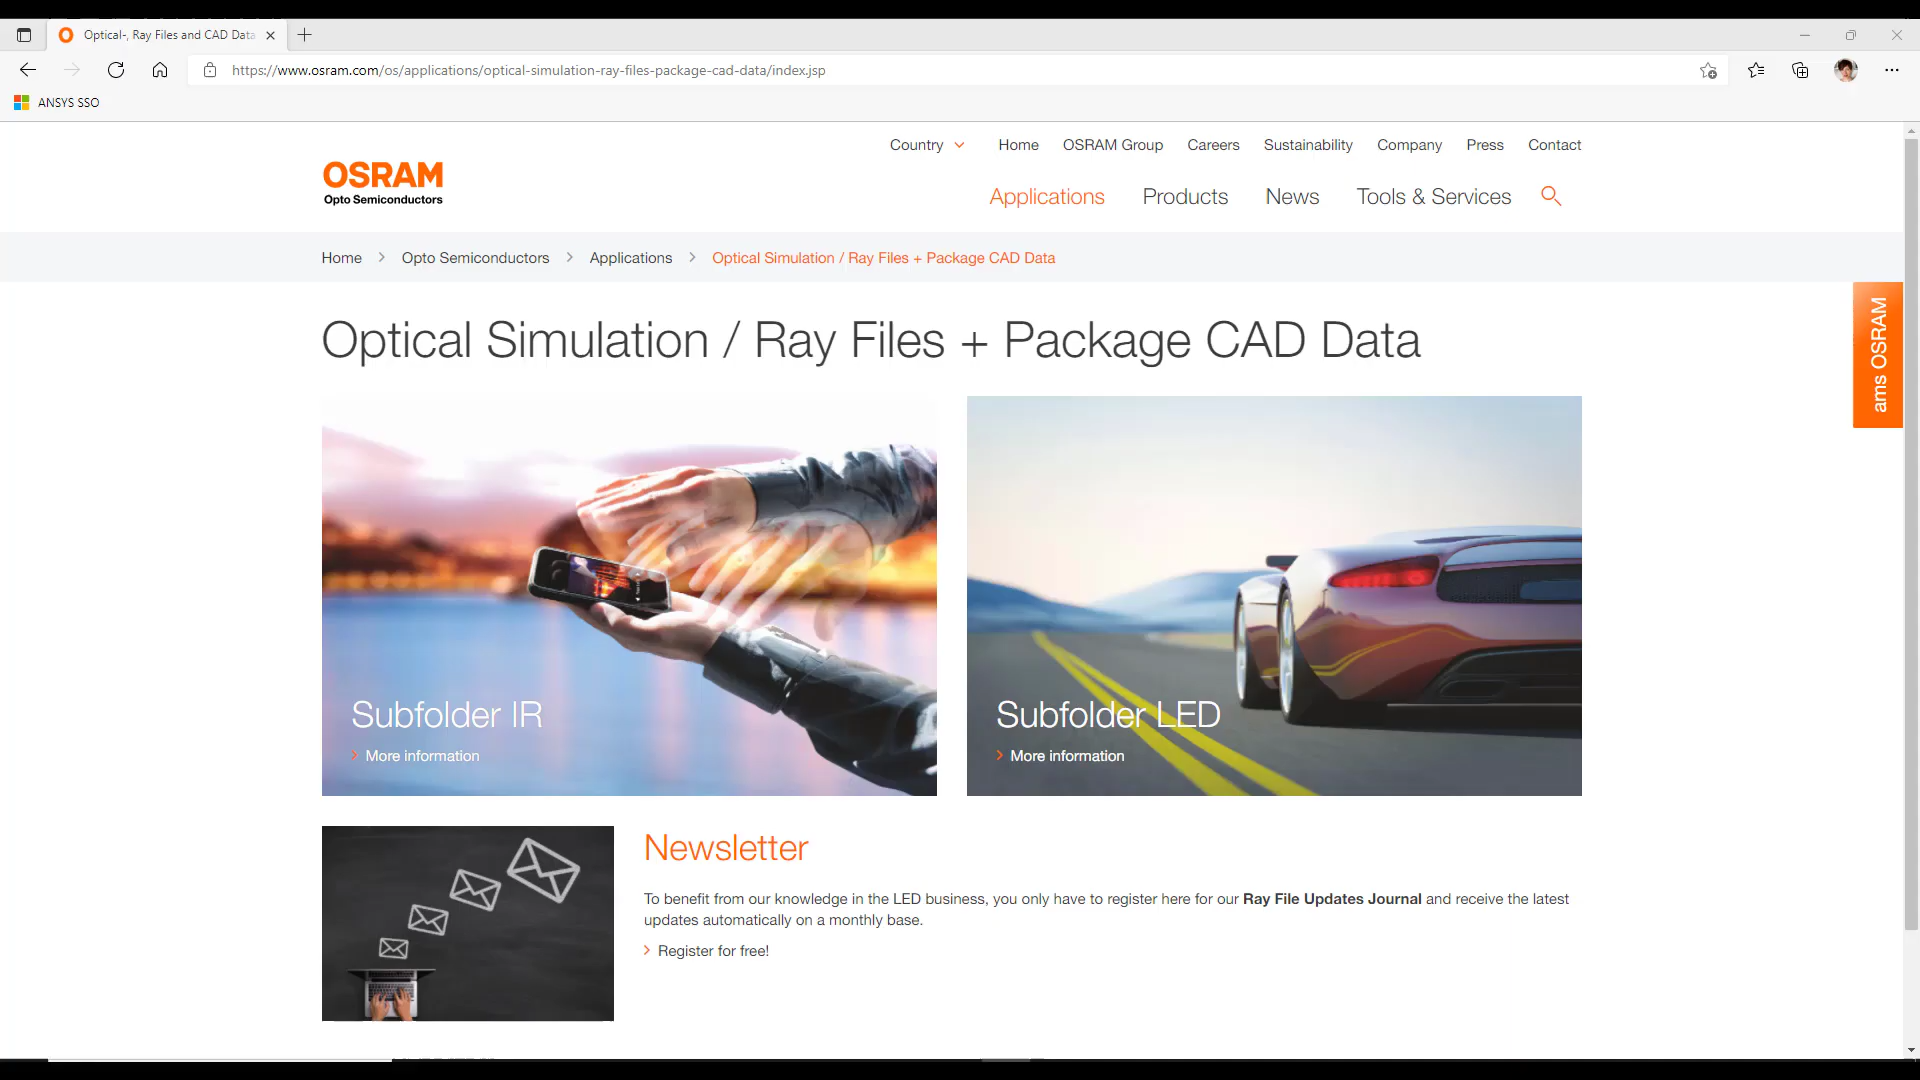 Optical-, Ray Files and CAD Data
https://www.osram.com/os/applications/optical-simulation-ray-files-package-cad-data/index.jsp
ANSYS SSO
Country Home OSRAM Group Careers Sustainability Company Press Contact
OSRAM
Opto Semiconductors
Applications Products News Tools & Services
Home > Opto Semiconductors > Applications > Optical Simulation / Ray Files + Package CAD Data
ams OSRAM
Optical Simulation / Ray Files + Package CAD Data
Subfolder IR
More information
Subfolder LED
More information
Newsletter
To benefit from our knowledge in the LED business, you only have to register here for our Ray File Updates Journal and receive the latest
updates automatically on a monthly base.
Register for free!